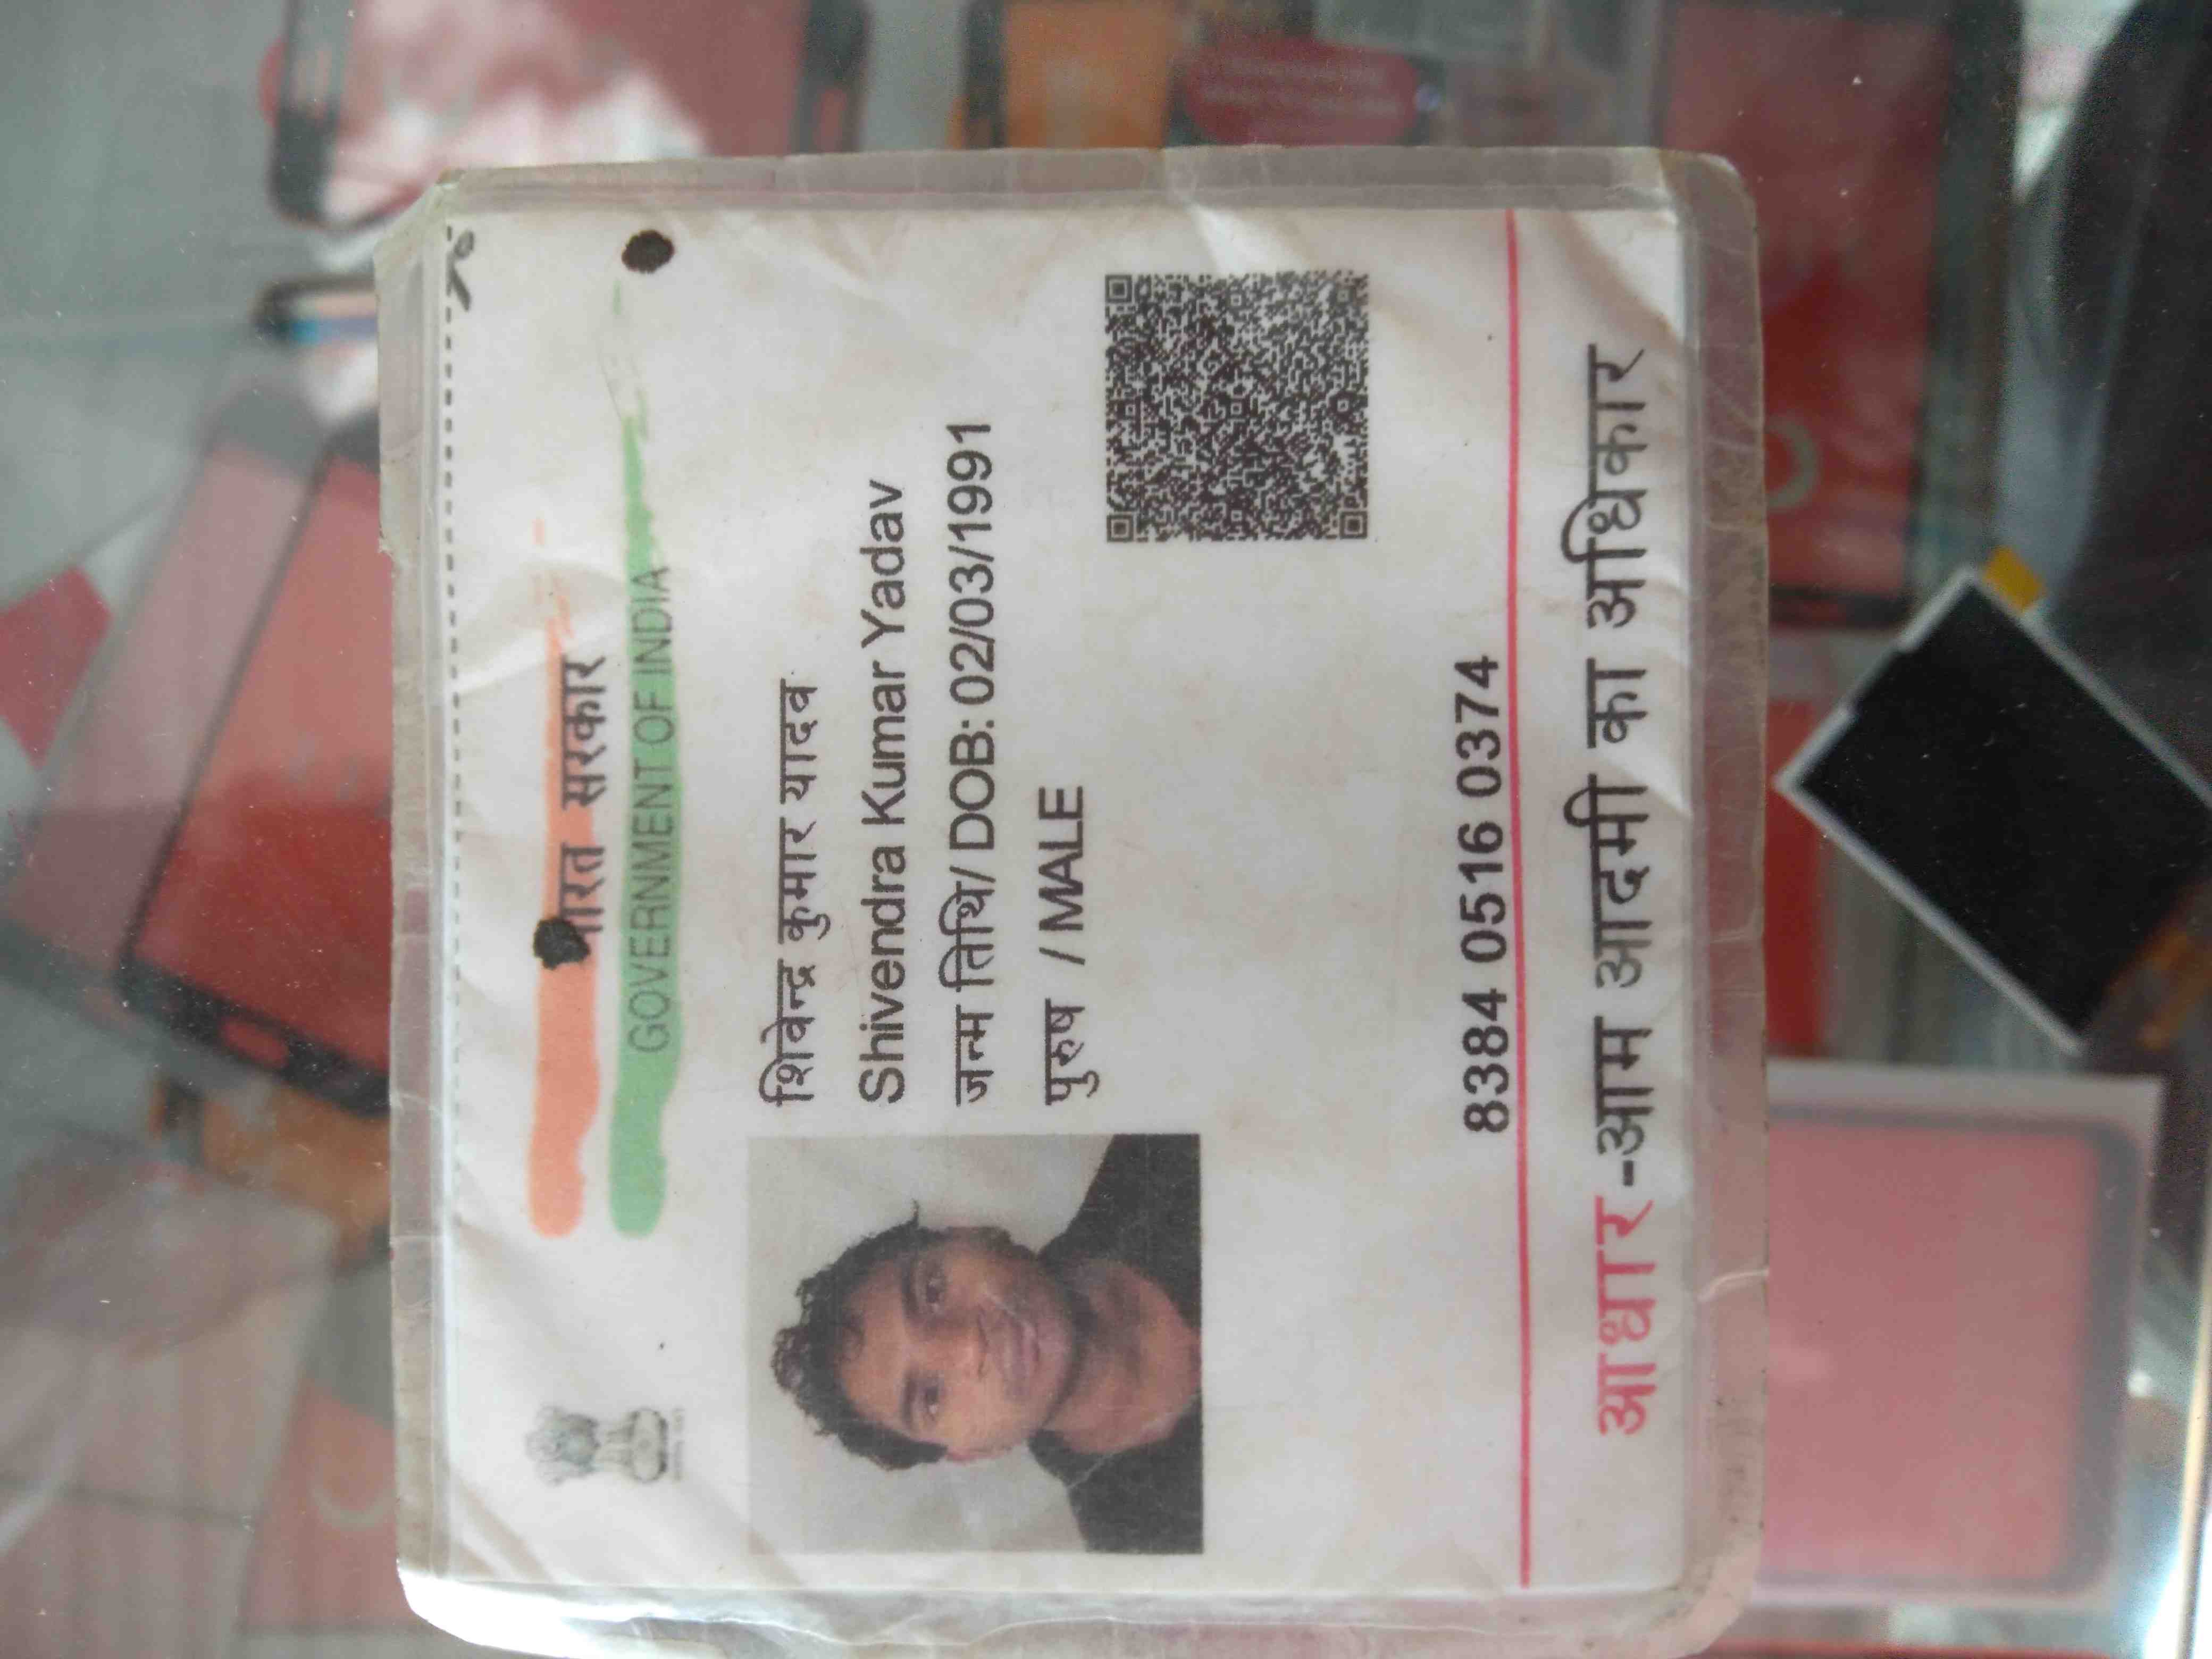 भारत सरकार
GOVERNMENT OF INDIA
शिवेन्द्र कुमार यादव
Shivendra Kumar Yadav
जन्म तिथि/ DOB: 02/03/1991
पुरुष / MALE
8384 0516 0374
आधार-आम आदमी का अधिकार